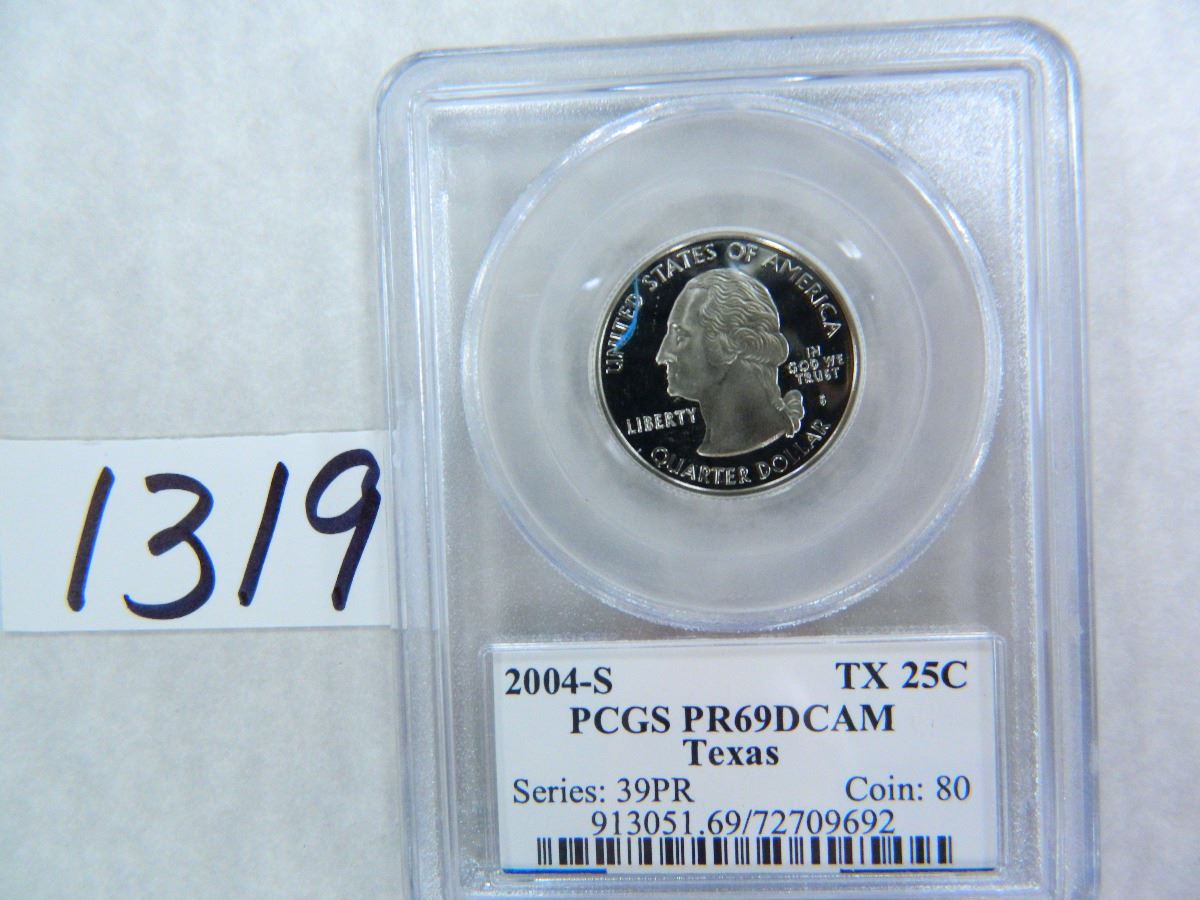 1319
UNITED STATES OF AMERICA
IN
GOD WE
TRUST
S
LIBERTY
QUARTER DOLLAR
2004-S TX 25C
PCGS PR69DCAM
Texas
Series: 39PR Coin: 80
913051.69/72709692